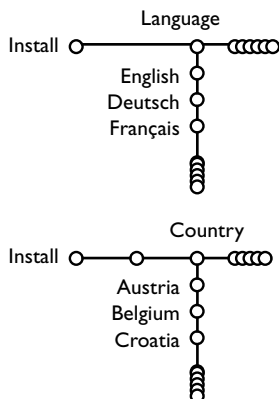 Language
Install
English
Deutsch
Français
Country
Install
Austria
Belgium
Croatia